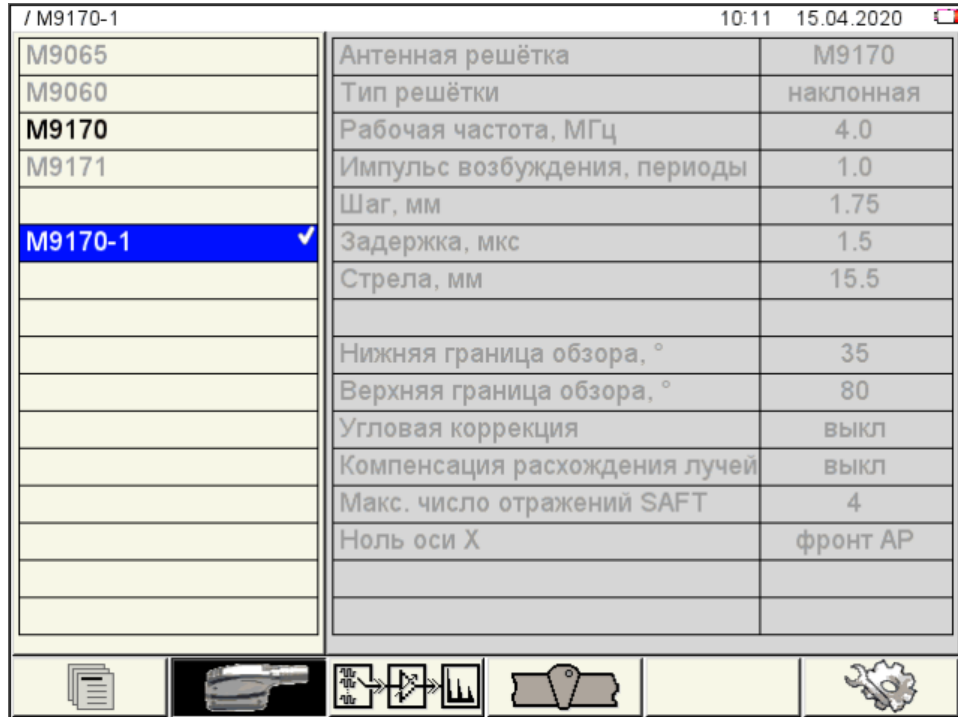 / M9170-1 10:11 15.04.2020
M9065
M9060
M9170
M9171
M9170-1
Антенная решётка M9170
Тип решётки наклонная
Рабочая частота, МГц 4.0
Импульс возбуждения, периоды 1.0
Шаг, мм 1.75
Задержка, мкс 1.5
Стрела, мм 15.5
Нижняя граница обзора, ° 35
Верхняя граница обзора, ° 80
Угловая коррекция выкл
Компенсация расхождения лучей выкл
Макс. число отражений SAFT 4
Ноль оси X фронт АР